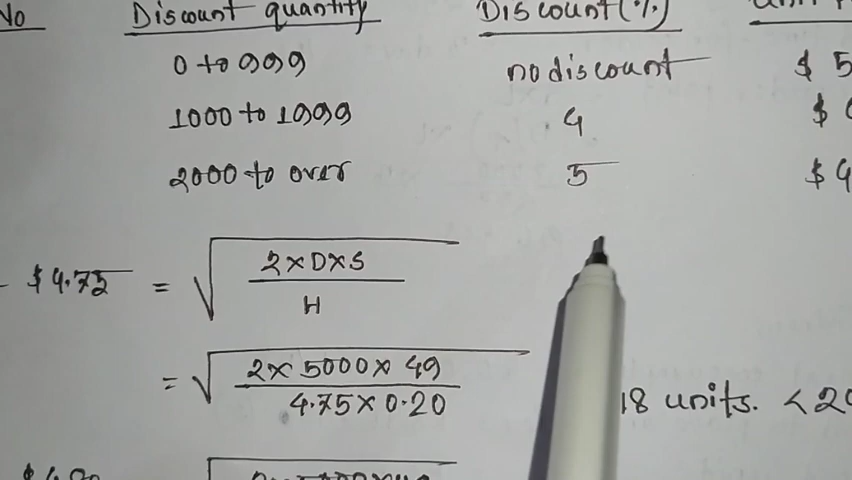 No Discount quantity Discount (%)
0 to 999 no discount $ 5
1000 to 1999 4 $
2000 to over 5 $ 4
- $4.75 = √ 2×D×S / H
= √ 2× 5000 × 49 / 4.75 × 0.20 18 units. < 20